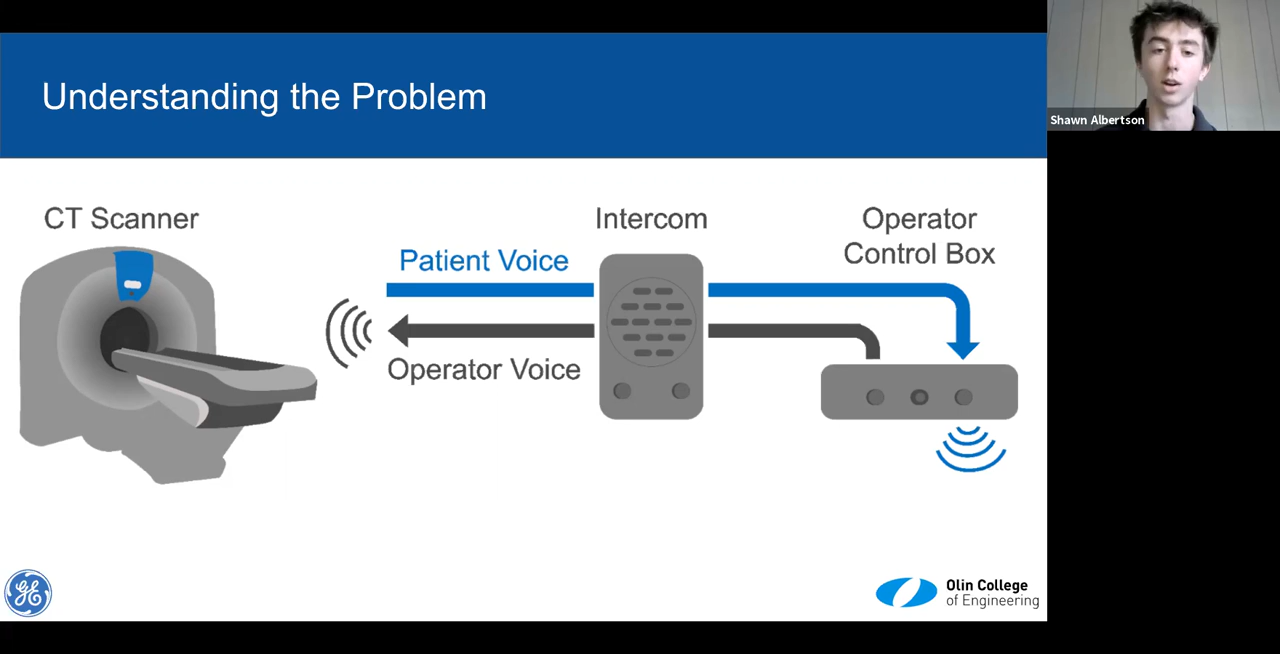 Understanding the Problem
Shawn Albertson
CT Scanner
Intercom
Operator
Control Box
Patient Voice
Operator Voice
GE
Olin College
of Engineering